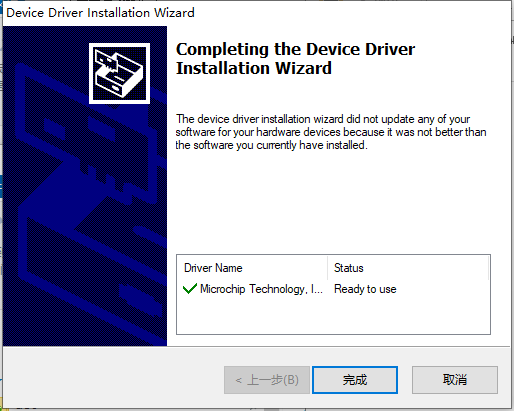 Device Driver Installation Wizard
Completing the Device Driver
Installation Wizard
The device driver installation wizard did not update any of your
software for your hardware devices because it was not better than
the software you currently have installed.
Driver Name Status
Microchip Technology, I... Ready to use
< 上一步(B) 完成 取消